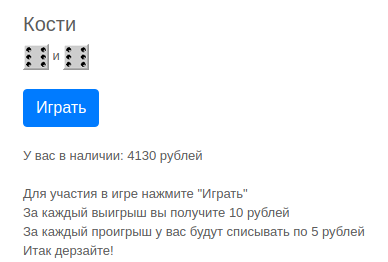 Кости
и
Играть
У вас в наличии: 4130 рублей
Для участия в игре нажмите "Играть"
За каждый выигрыш вы получите 10 рублей
За каждый проигрыш у вас будут списывать по 5 рублей
Итак дерзайте!